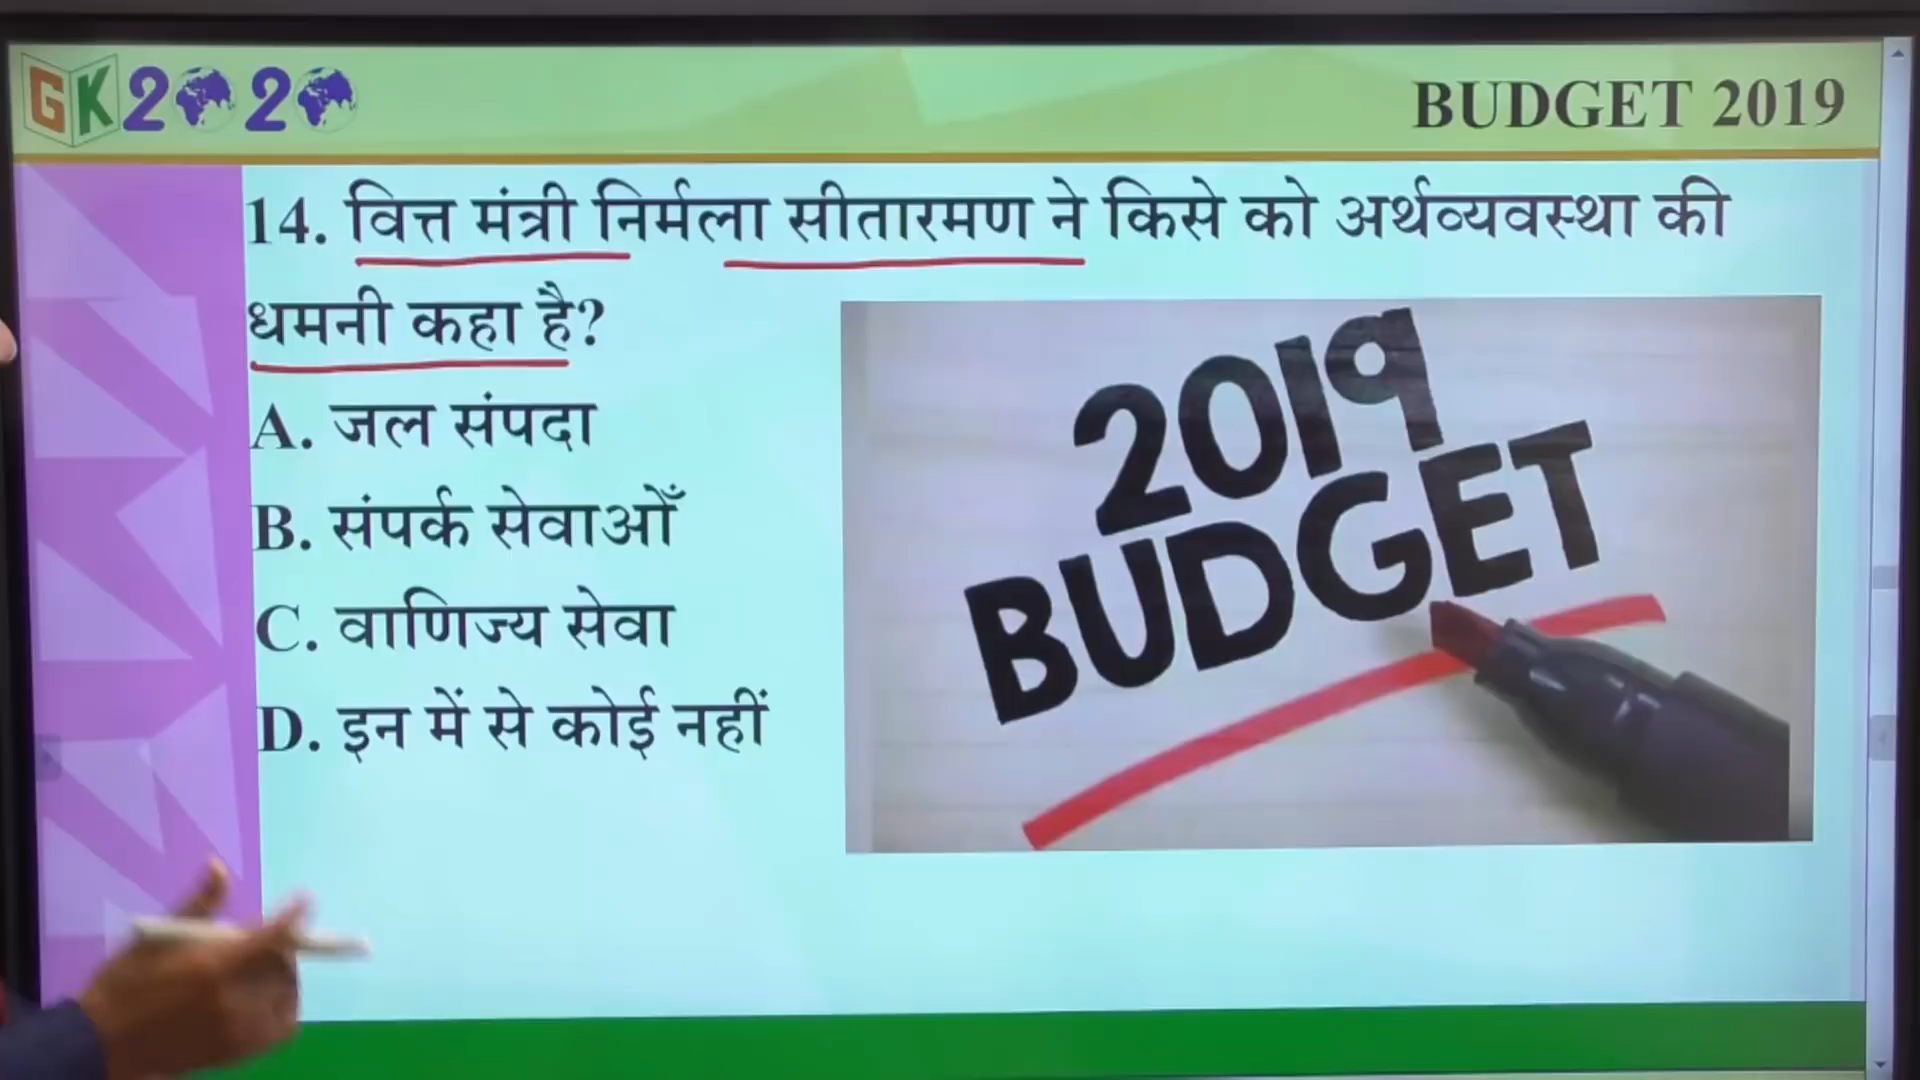 GK2020
BUDGET 2019
14. वित्त मंत्री निर्मला सीतारमण ने किसे को अर्थव्यवस्था की
धमनी कहा है?
A. जल संपदा
B. संपर्क सेवाओंँ
C. वाणिज्य सेवा
D. इन में से कोई नहीं
2019
BUDGET